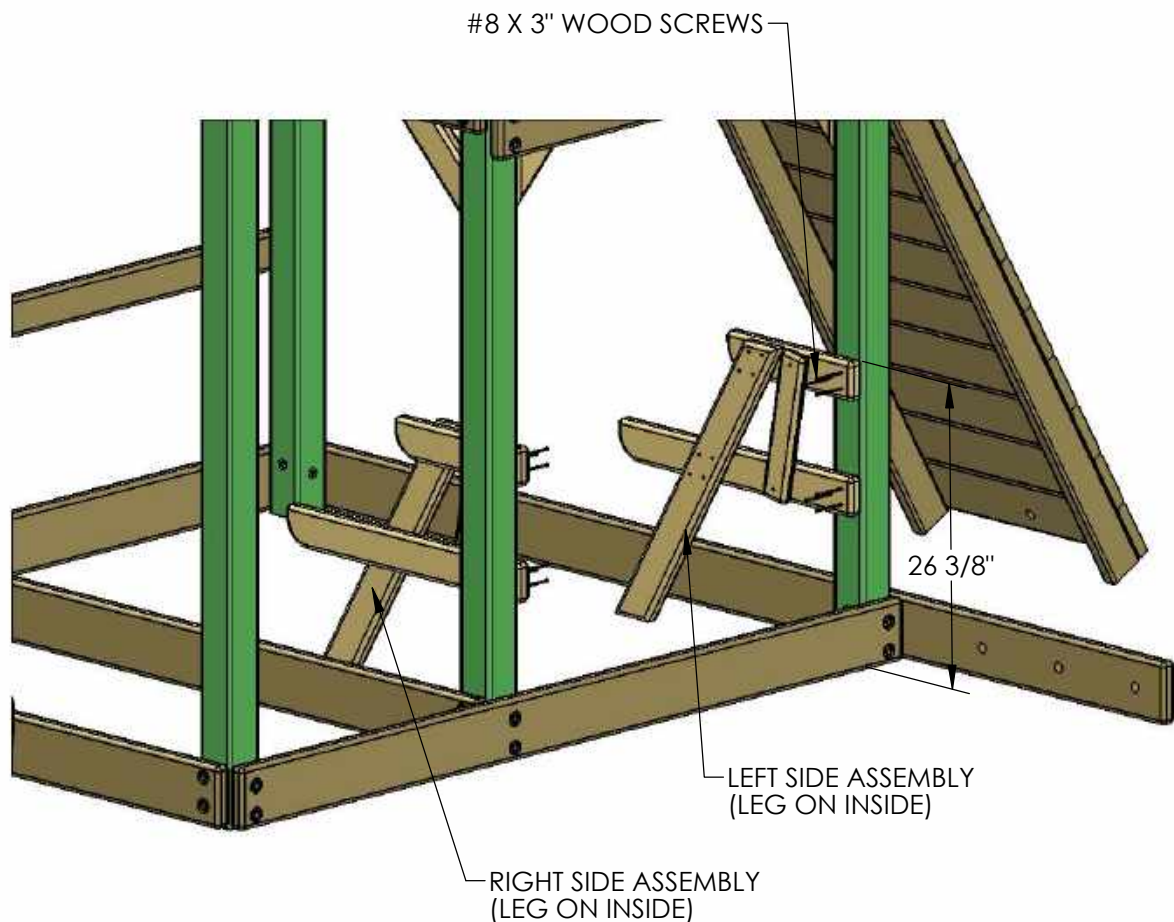 #8 X 3" WOOD SCREWS
26 3/8"
LEFT SIDE ASSEMBLY
(LEG ON INSIDE)
RIGHT SIDE ASSEMBLY
(LEG ON INSIDE)